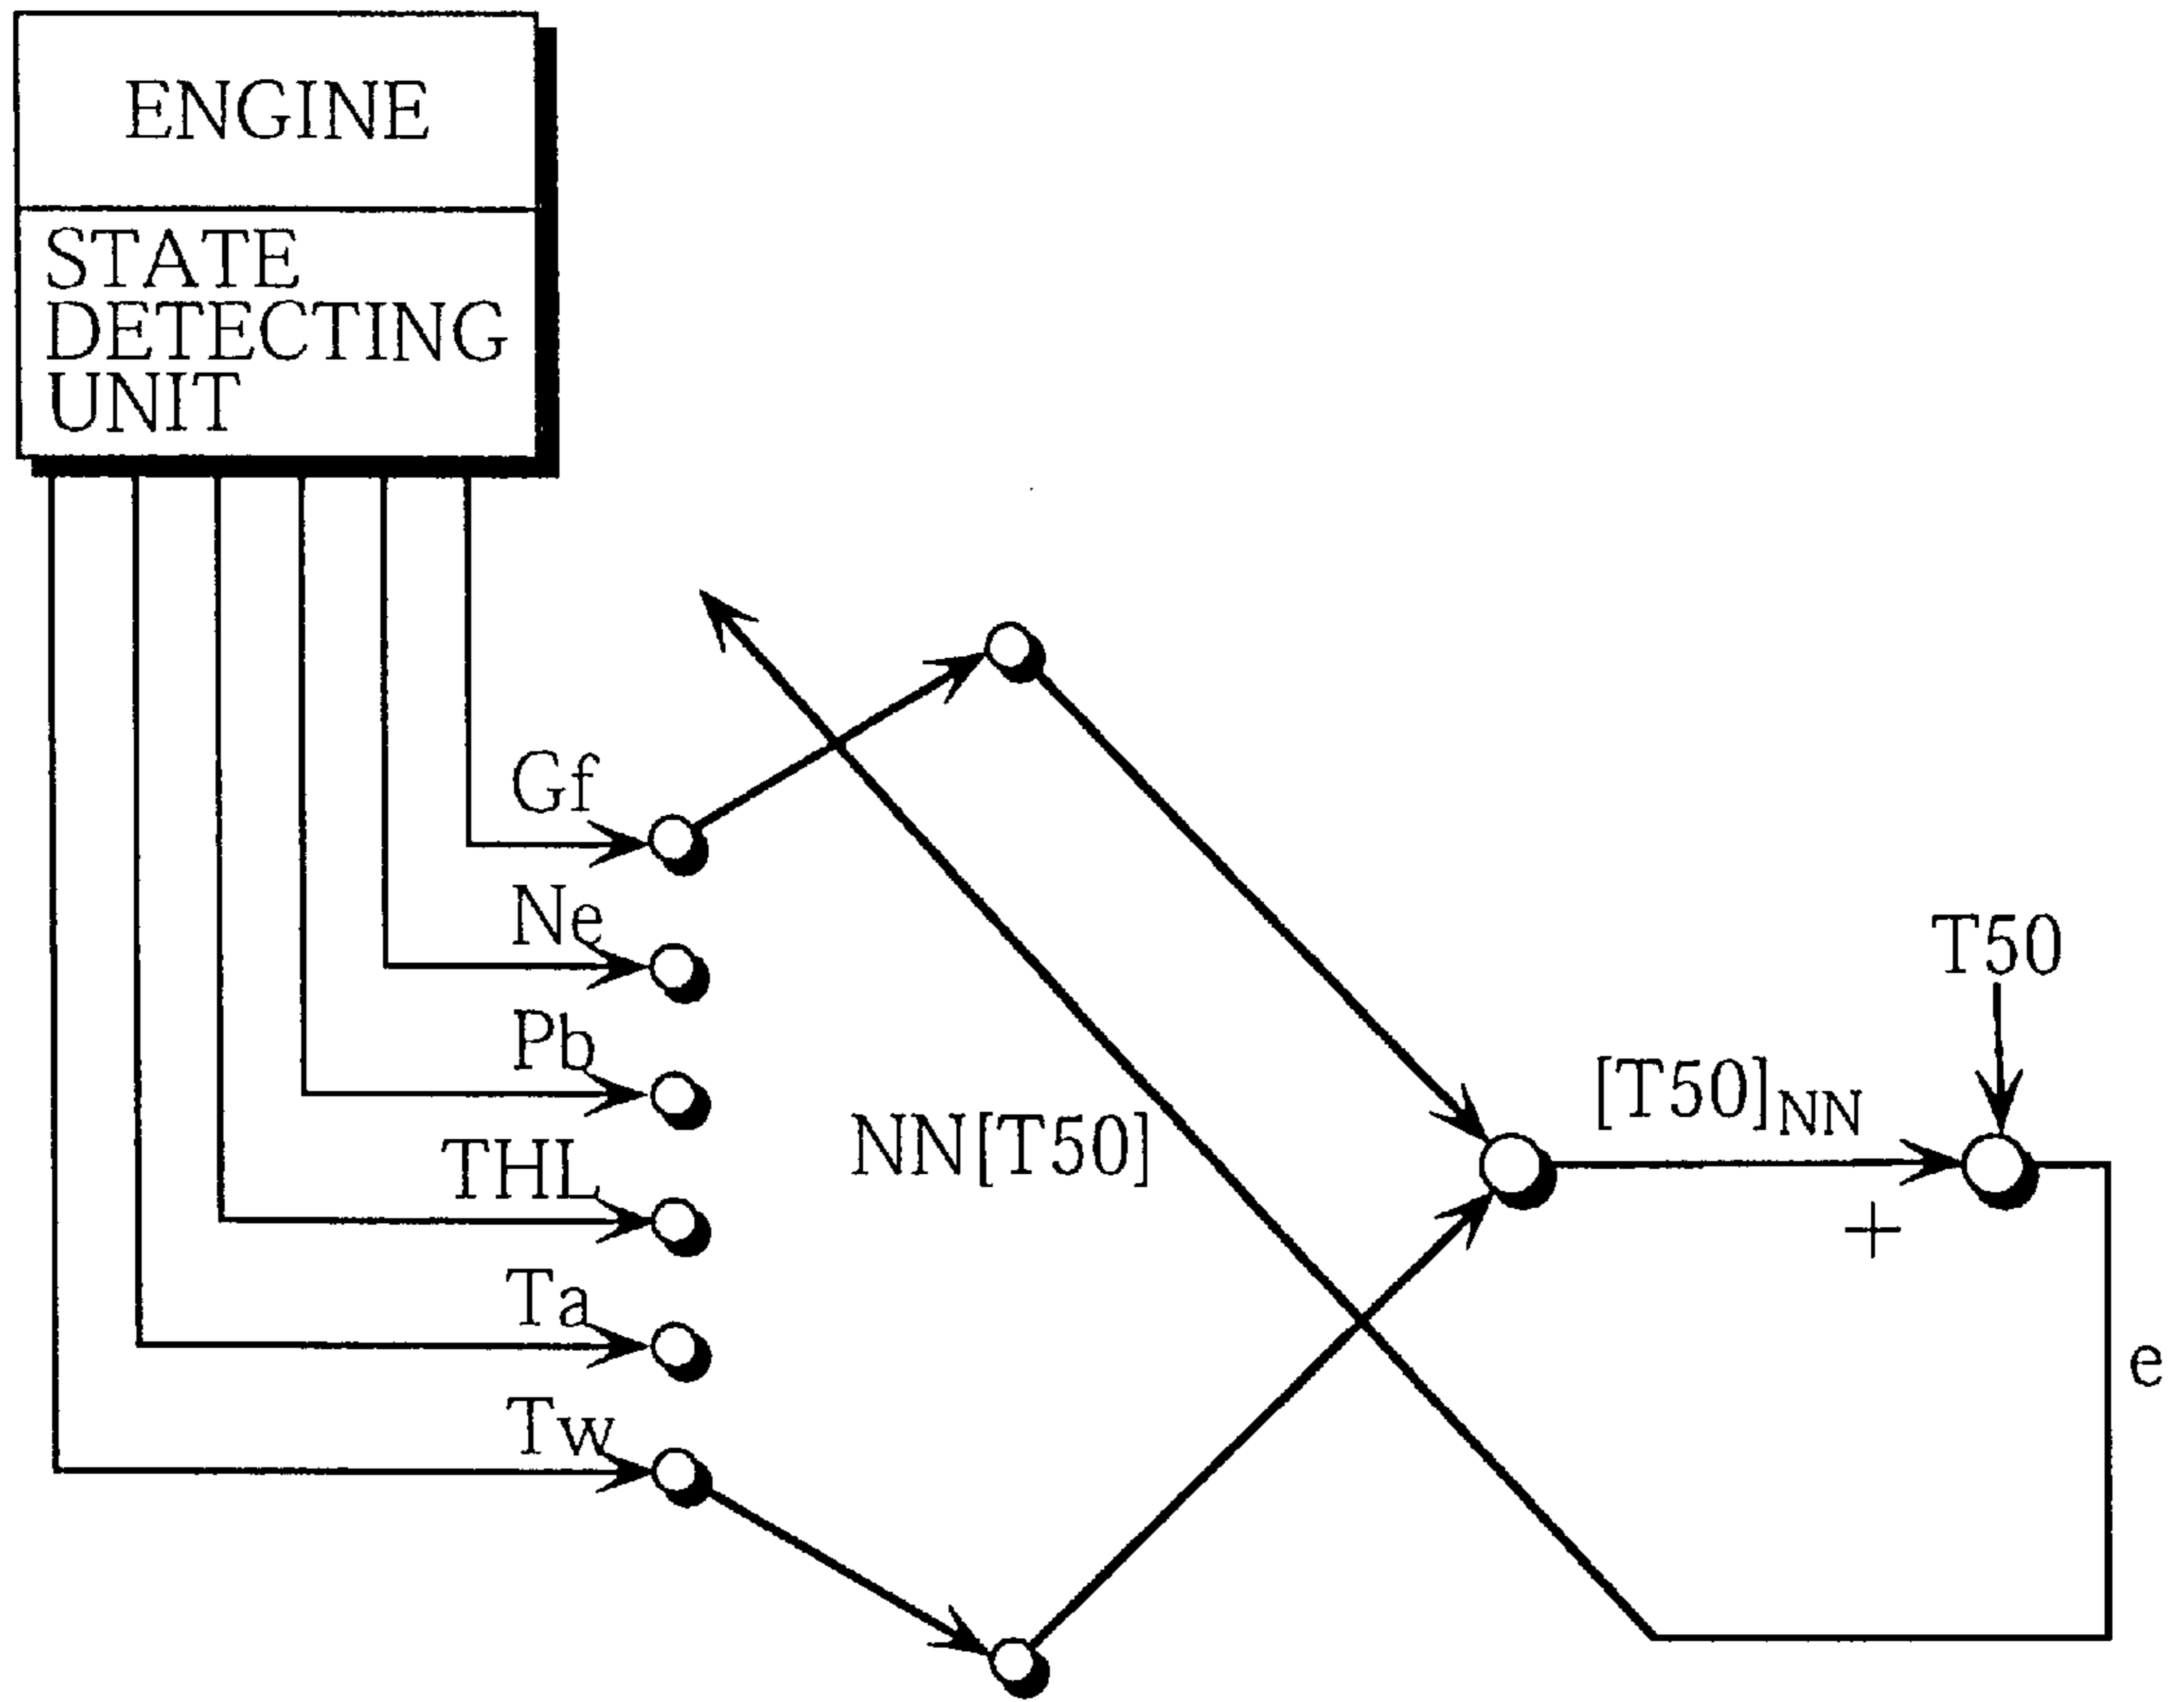 ENGINE
STATE
DETECTING
UNIT
Gf
Ne
Pb
THL
Ta
Tw
NN[T50]
[T50]NN
T50
+
e